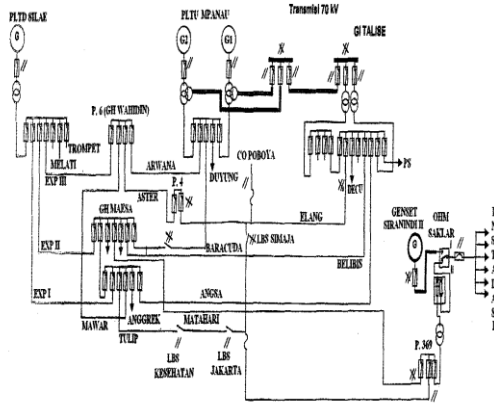 Transmisi 70 kV
PLTD SILAE
PLTU MPANAU
GI TALISE
G
G2
G1
P. 6 (GH WAHIDIN)
TROMPET
MELATI
EXP III
ARWANA
DUYUNG
CO POBOYA
PS
DECU
P. 4
ASTER
ELANG
GH MAESA
GENSET
SIRANINDI II
OHM
SAKLAR
G
LBS SIMAJA
EXP II
BARACUDA
BELIBIS
EXP I
ANGSA
MAWAR
ANGGREK
TULIP
MATAHARI
LBS
KESEHATAN
LBS
JAKARTA
P. 369